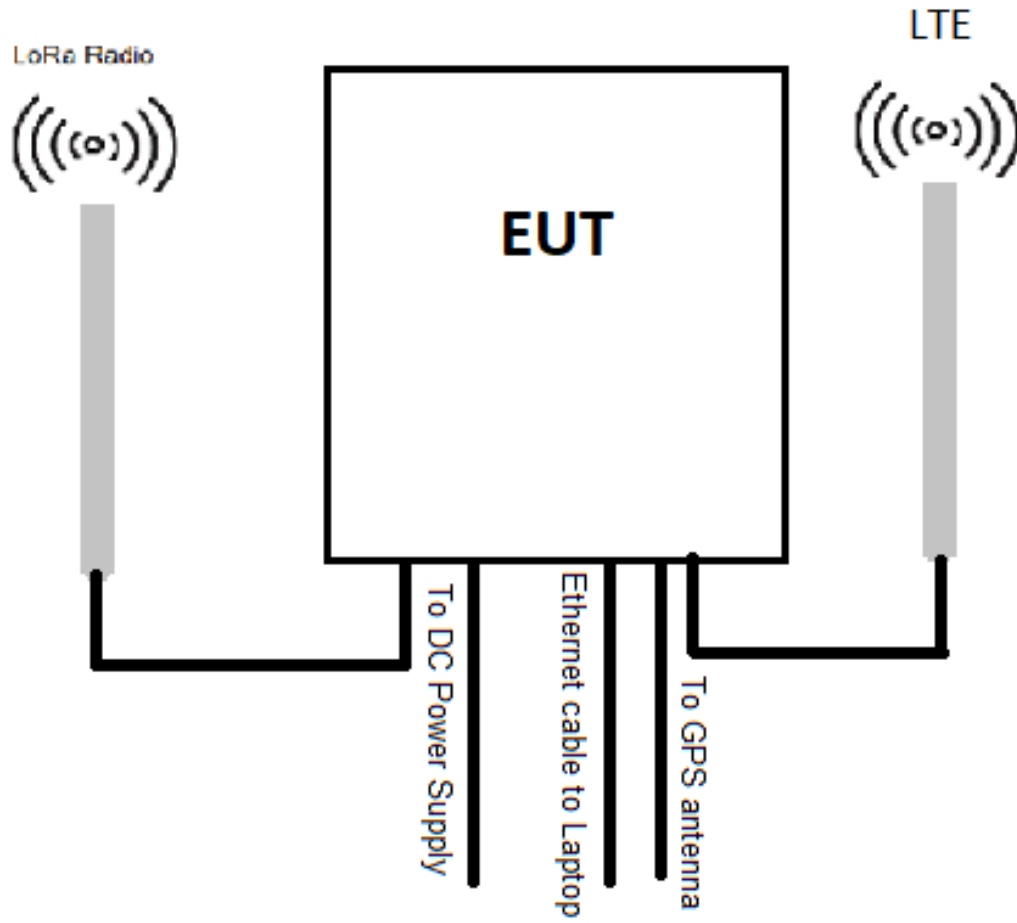 LTE
LoRa Radio
EUT
To DC Power Supply
Ethernet cable to Laptop
To GPS antenna